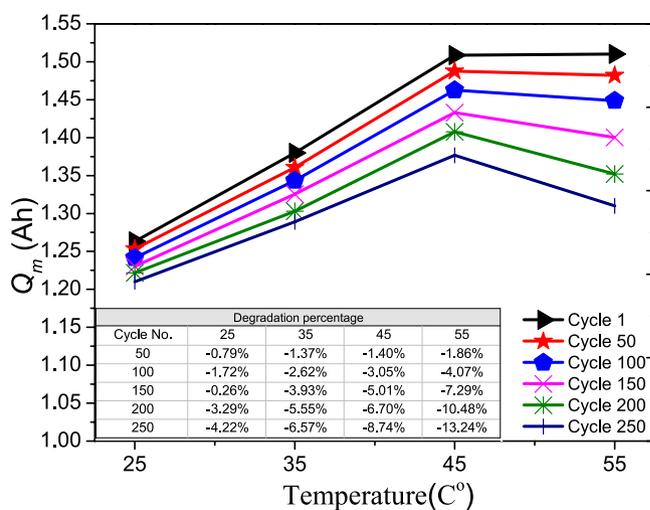 1.55
1.50
1.45
1.40
1.35
1.30
1.25
1.20
1.15
1.10
1.05
1.00
Qm (Ah)
Degradation percentage
Cycle No. 25 35 45 55
50 -0.79% -1.37% -1.40% -1.86%
100 -1.72% -2.62% -3.05% -4.07%
150 -0.26% -3.93% -5.01% -7.29%
200 -3.29% -5.55% -6.70% -10.48%
250 -4.22% -6.57% -8.74% -13.24%
Cycle 1
Cycle 50
Cycle 100
Cycle 150
Cycle 200
Cycle 250
25 35 45 55
Temperature(C°)